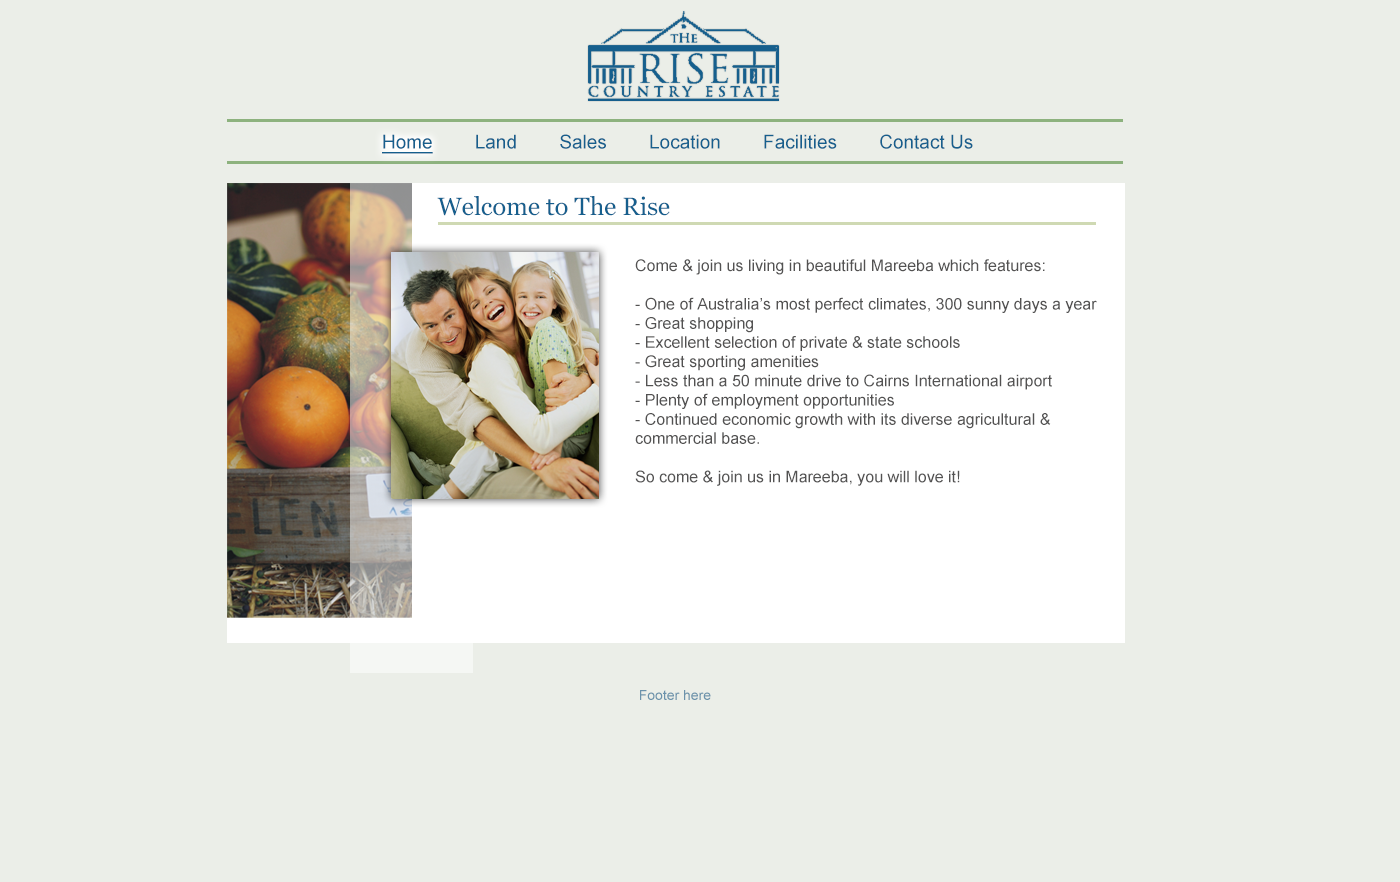 THE
RISE
COUNTRY ESTATE
Home Land Sales Location Facilities Contact Us
Welcome to The Rise
Come & join us living in beautiful Mareeba which features:
- One of Australia’s most perfect climates, 300 sunny days a year
- Great shopping
- Excellent selection of private & state schools
- Great sporting amenities
- Less than a 50 minute drive to Cairns International airport
- Plenty of employment opportunities
- Continued economic growth with its diverse agricultural &
commercial base.
So come & join us in Mareeba, you will love it!
ELEN
Footer here